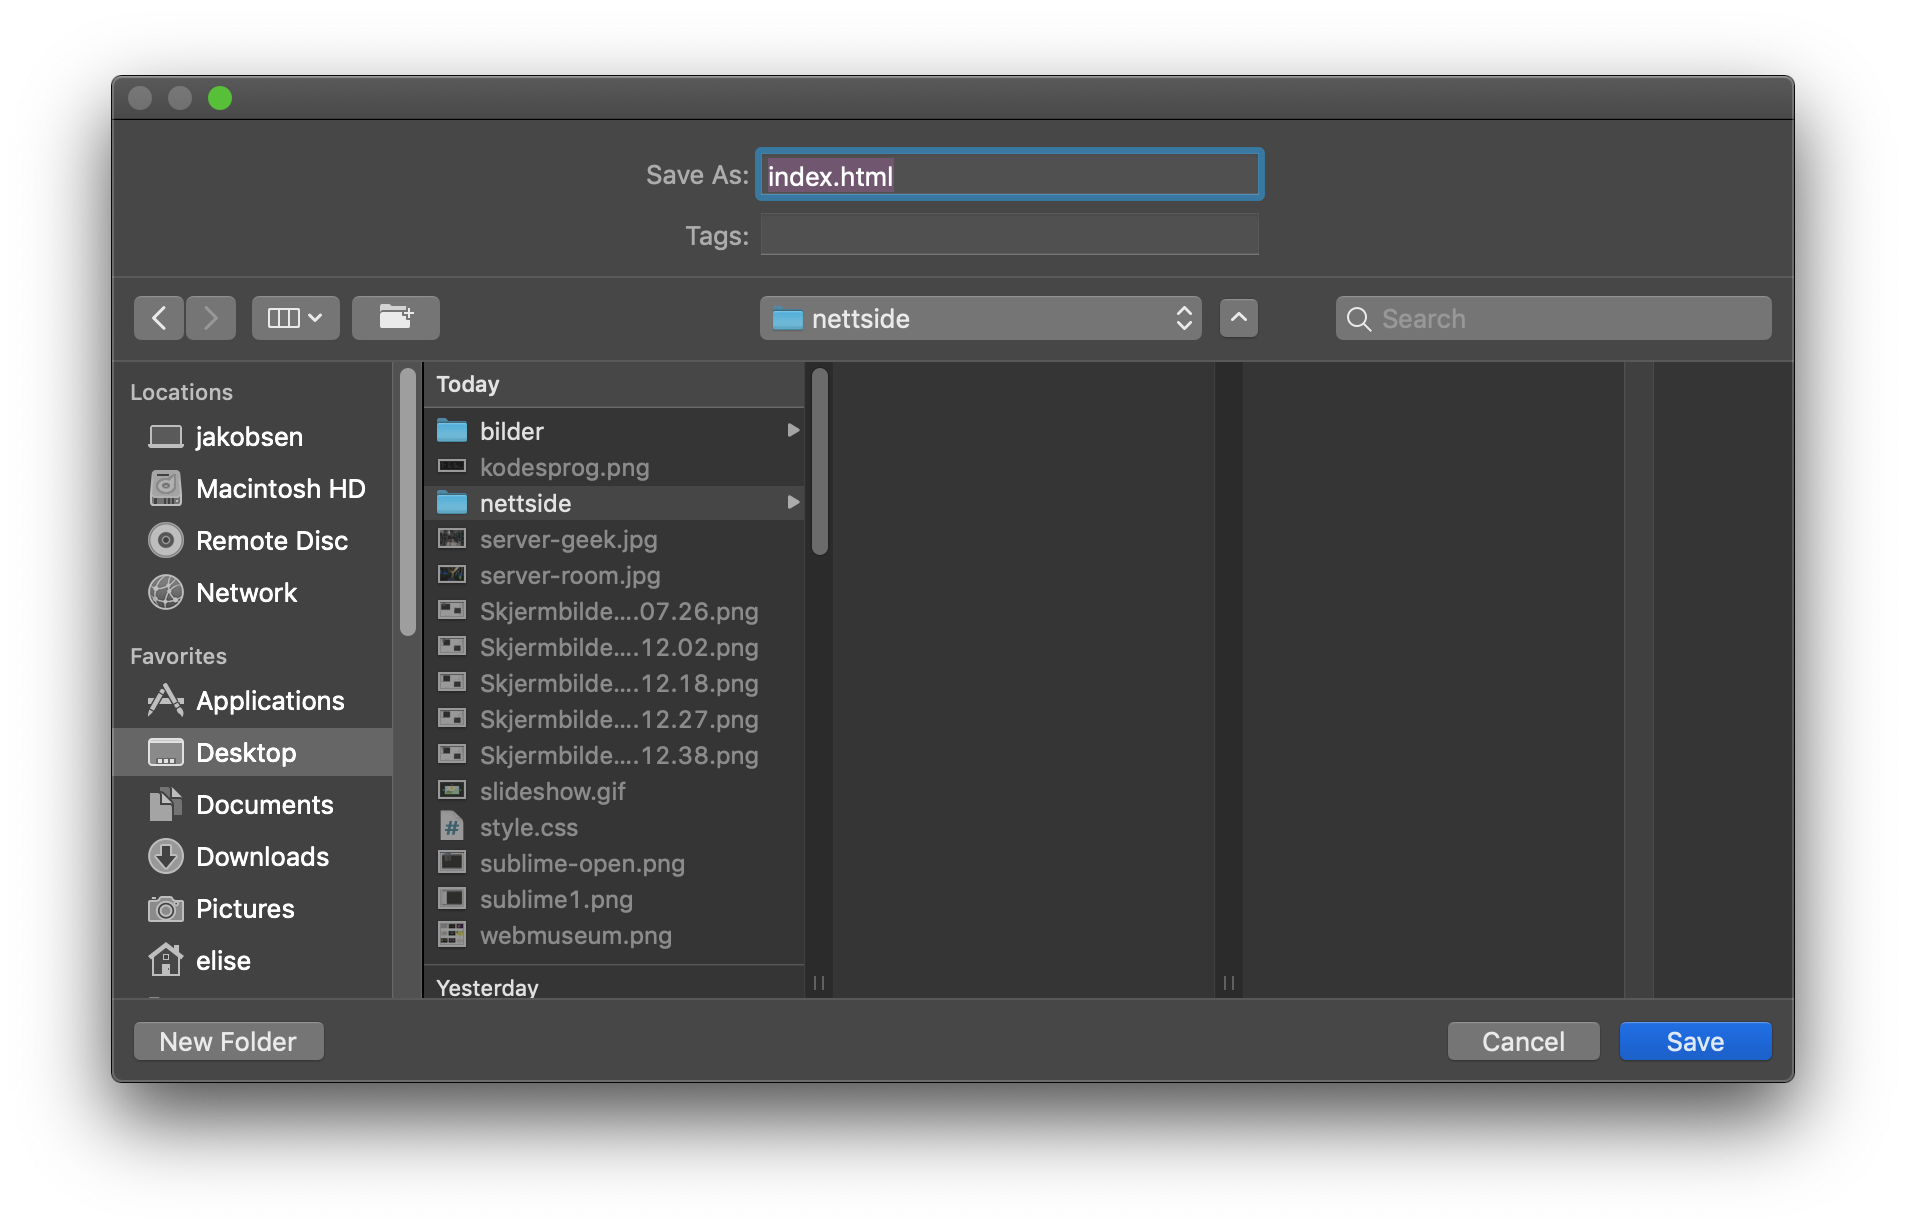 Save As: index.html
Tags:
nettside
Search
Locations
jakobsen
Macintosh HD
Remote Disc
Network
Favorites
Applications
Desktop
Documents
Downloads
Pictures
elise
Today
bilder
kodesprog.png
nettside
server-geek.jpg
server-room.jpg
Skjermbilde....07.26.png
Skjermbilde....12.02.png
Skjermbilde....12.18.png
Skjermbilde....12.27.png
Skjermbilde....12.38.png
slideshow.gif
style.css
sublime-open.png
sublime1.png
webmuseum.png
Yesterday
New Folder
Cancel
Save